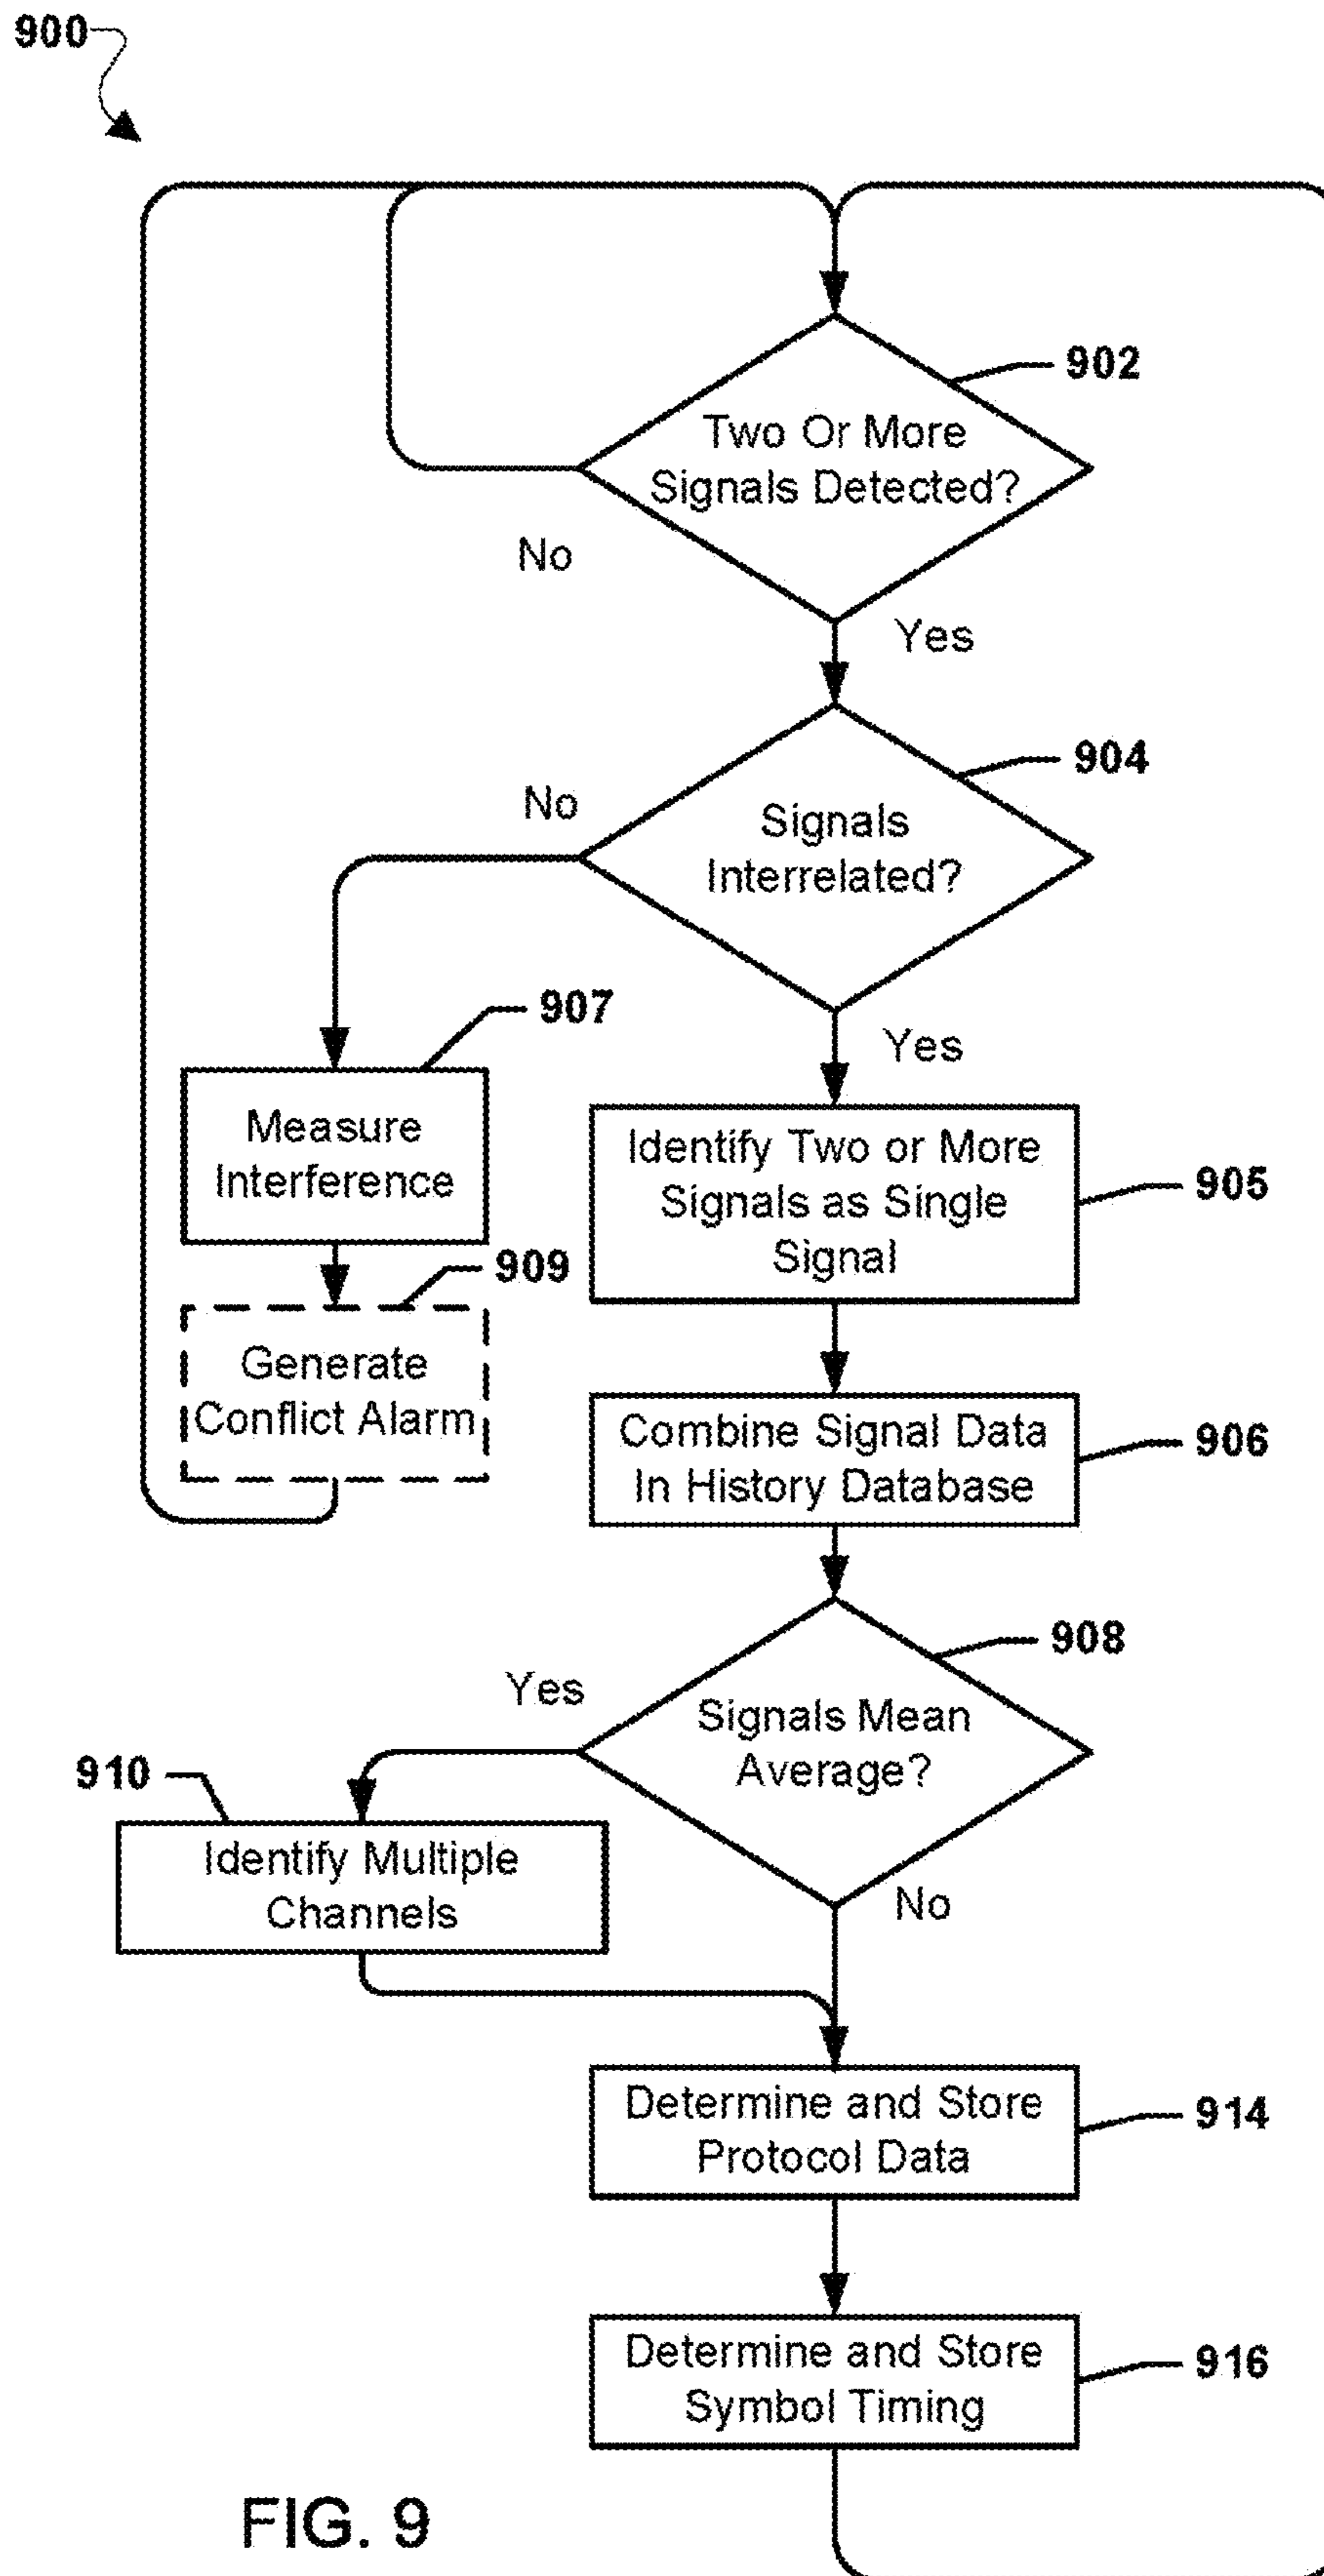 900
902
Two Or More
Signals Detected?
No
Yes
904
No
Signals
Interrelated?
907
Yes
Measure
Interference
Identify Two or More
Signals as Single
Signal
905
909
Generate
Conflict Alarm
Combine Signal Data
In History Database
906
908
Yes
Signals Mean
Average?
910
Identify Multiple
Channels
No
Determine and Store
Protocol Data
914
Determine and Store
Symbol Timing
916
FIG. 9